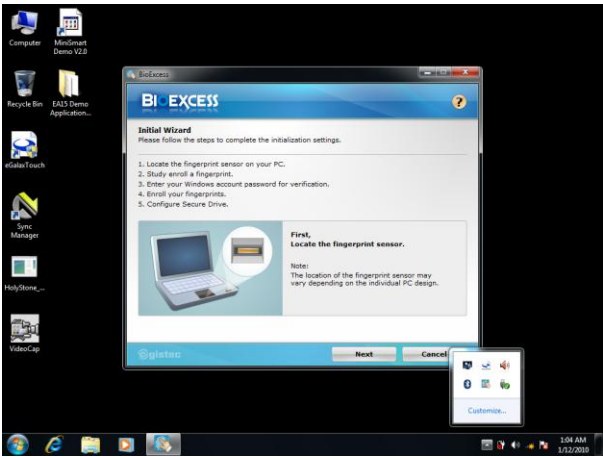 Computer
MiniSmart
Demo V2.0
Recycle Bin
EA15 Demo
Application...
eGalaxTouch
Sync
Manager
HolyStone_...
VideoCap
BioExcess
BIOEXCESS
?
Initial Wizard
Please follow the steps to complete the initialization settings.
1. Locate the fingerprint sensor on your PC.
2. Study enroll a fingerprint.
3. Enter your Windows account password for verification.
4. Enroll your fingerprints.
5. Configure Secure Drive.
First,
Locate the fingerprint sensor.
Note:
The location of the fingerprint sensor may
vary depending on the individual PC design.
egistec
Next
Cancel
Customize...
1:04 AM
1/12/2010